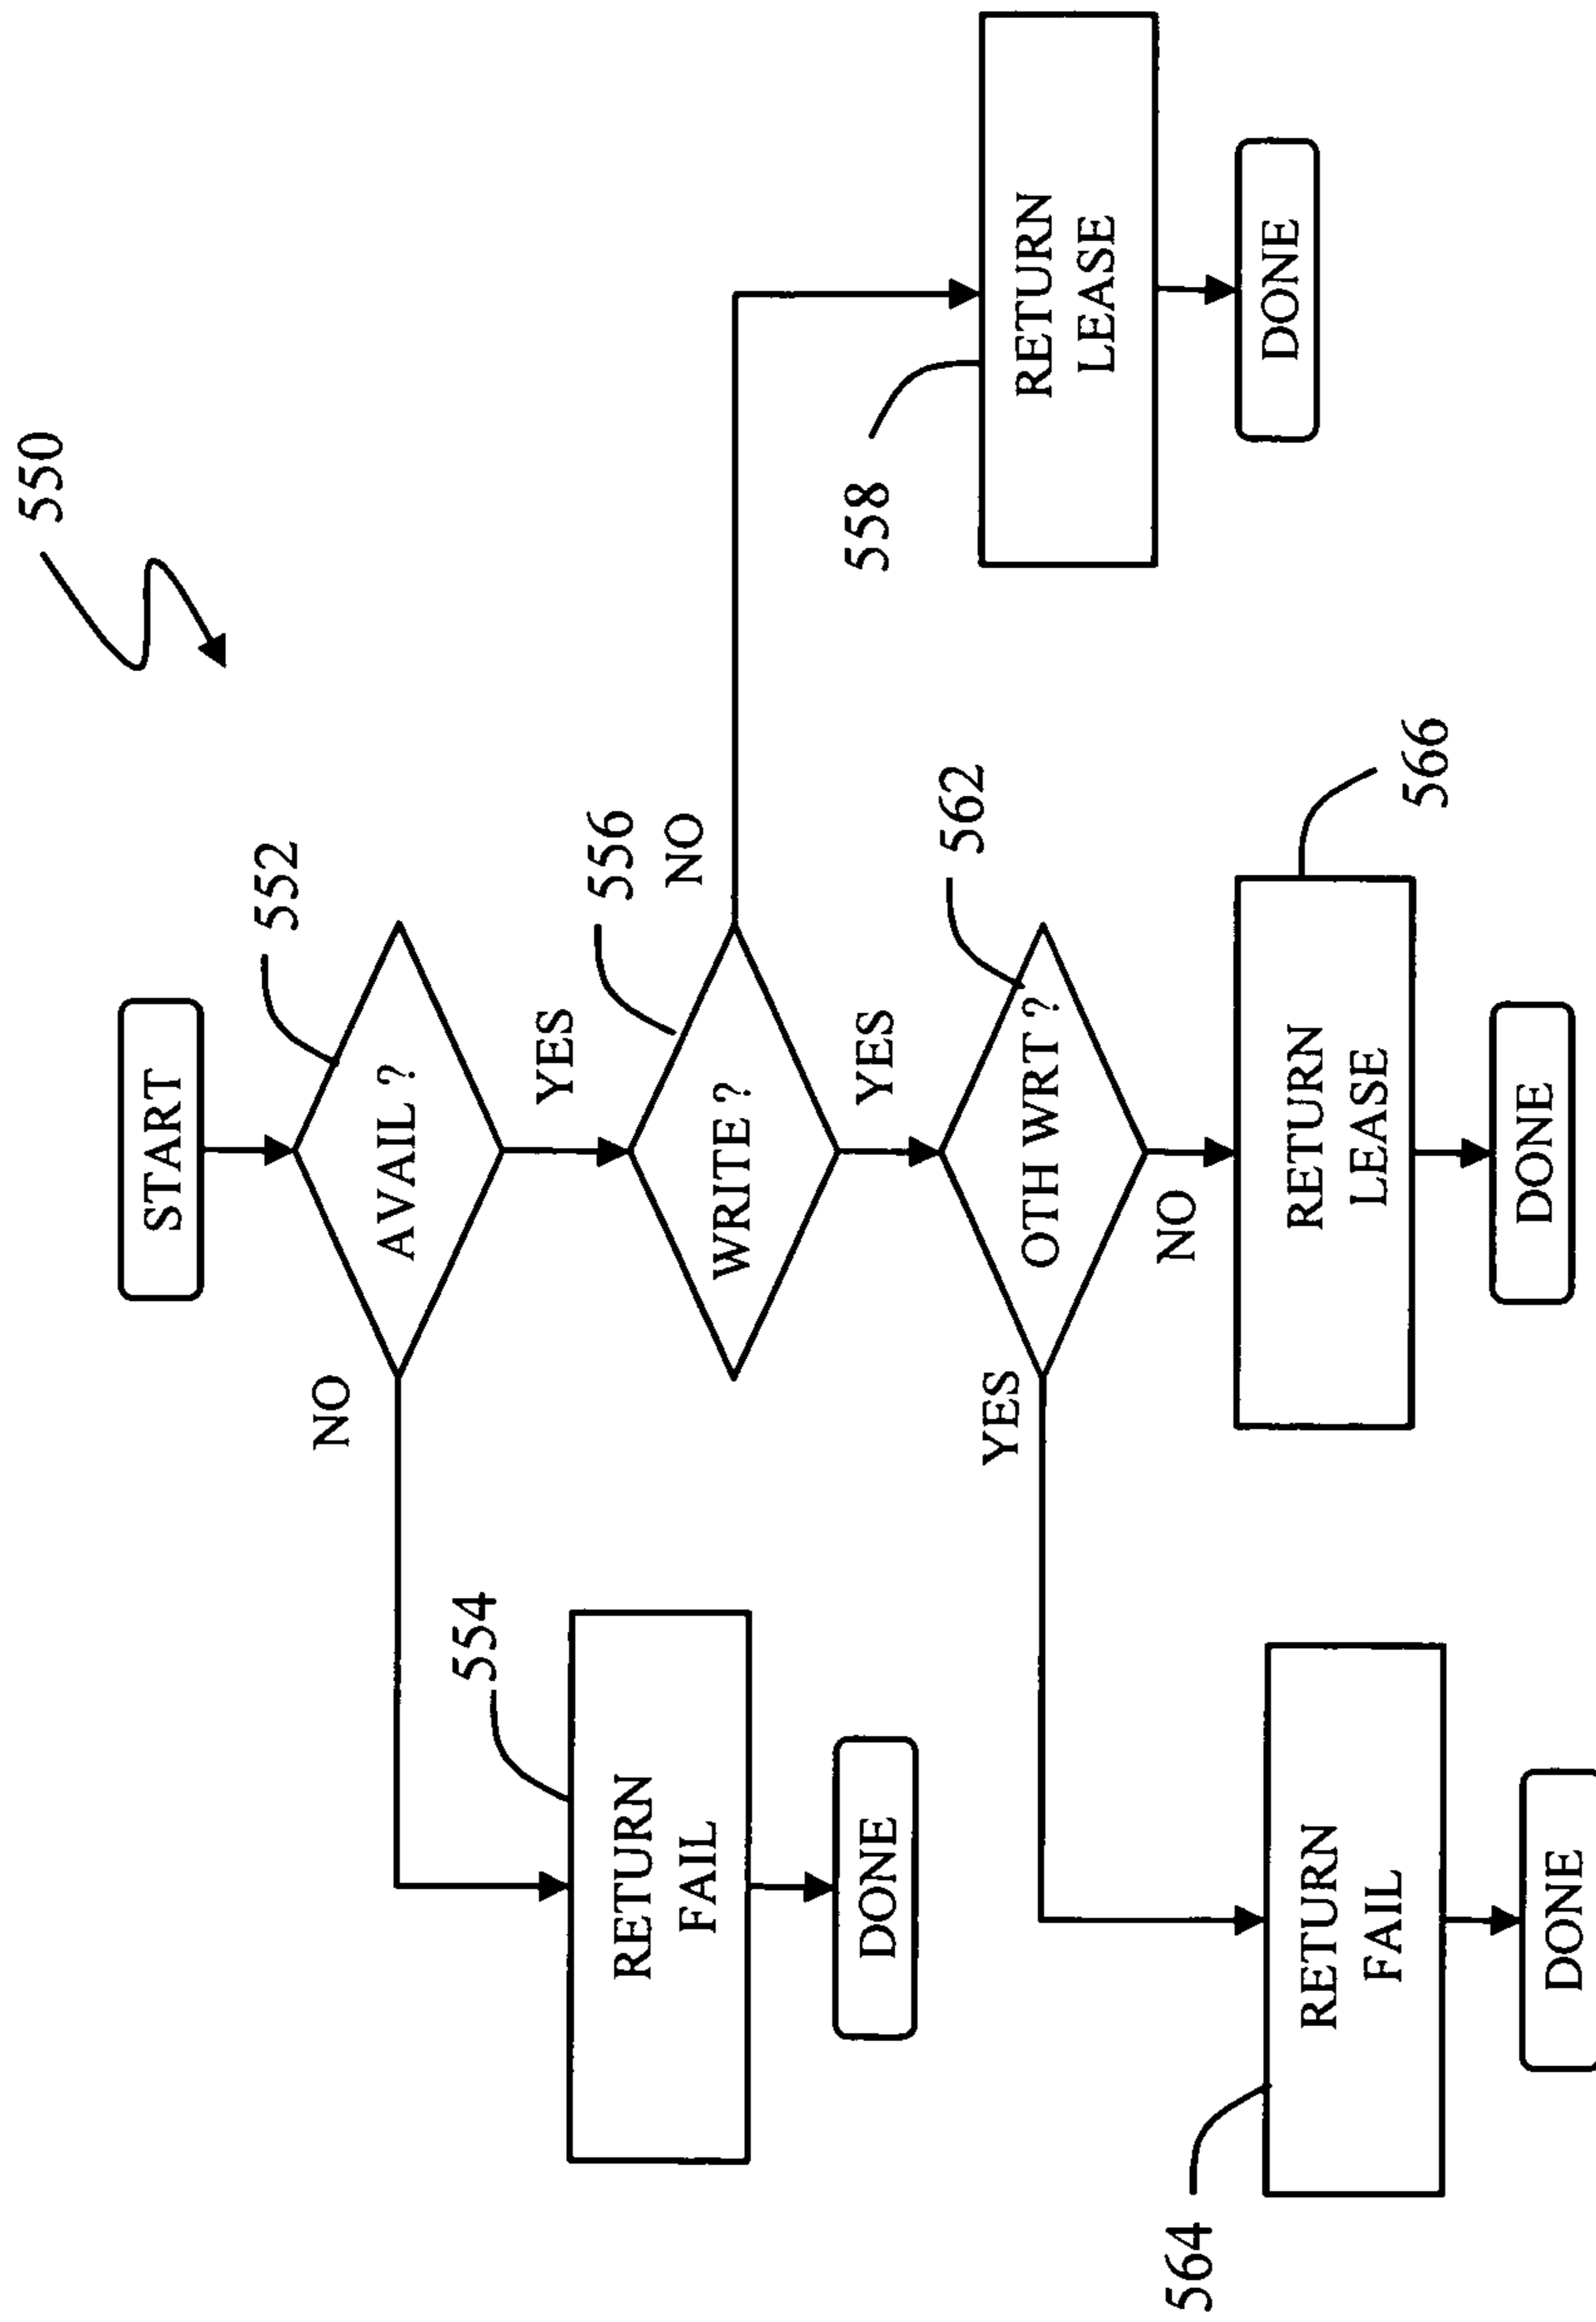 550
START
552
AVAIL ?
NO
YES
554
RETURN
FAIL
DONE
556
WRITE ?
NO
YES
558
RETURN
LEASE
DONE
562
OTH WRT ?
YES
NO
564
RETURN
FAIL
DONE
566
RETURN
LEASE
DONE